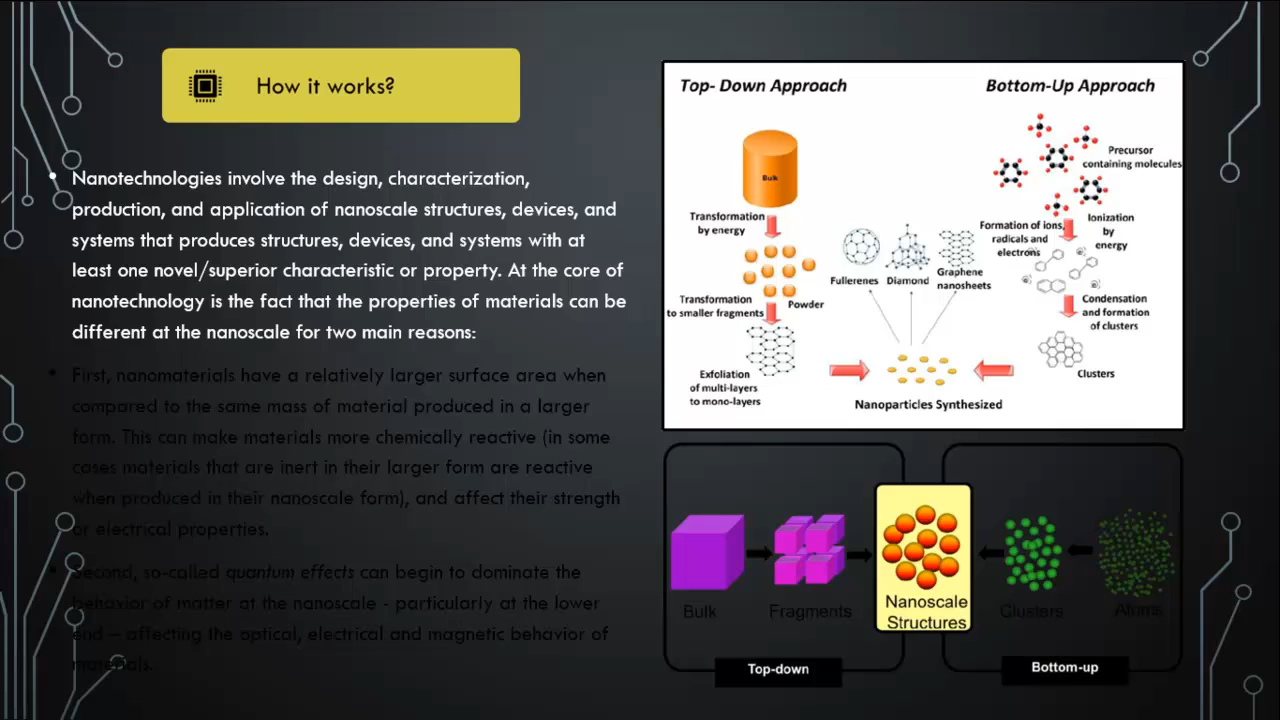 How it works?
Nanotechnologies involve the design, characterization,
production, and application of nanoscale structures, devices, and
systems that produces structures, devices, and systems with at
least one novel/superior characteristic or property. At the core of
nanotechnology is the fact that the properties of materials can be
different at the nanoscale for two main reasons:
First, nanomaterials have a relatively larger surface area when
compared to the same mass of material produced in a larger
form. This can make materials more chemically reactive (in some
cases materials that are inert in their larger form are reactive
when produced in their nanoscale form), and affect their strength
or electrical properties.
Second, so-called quantum effects can begin to dominate the
behavior of matter at the nanoscale - particularly at the lower
end – affecting the optical, electrical and magnetic behavior of
materials.
Top- Down Approach
Bulk
Transformation
by energy
Powder
Transformation
to smaller fragments
Exfoliation
of multi-layers
to mono-layers
Fullerenes
Diamond
Graphene
nanosheets
Nanoparticles Synthesized
Bottom-Up Approach
Precursor
containing molecules
Ionization
by
energy
Formation of ions,
radicals and
electrons
Condensation
and formation
of clusters
Clusters
Bulk
Fragments
Nanoscale
Structures
Clusters
Atoms
Top-down
Bottom-up